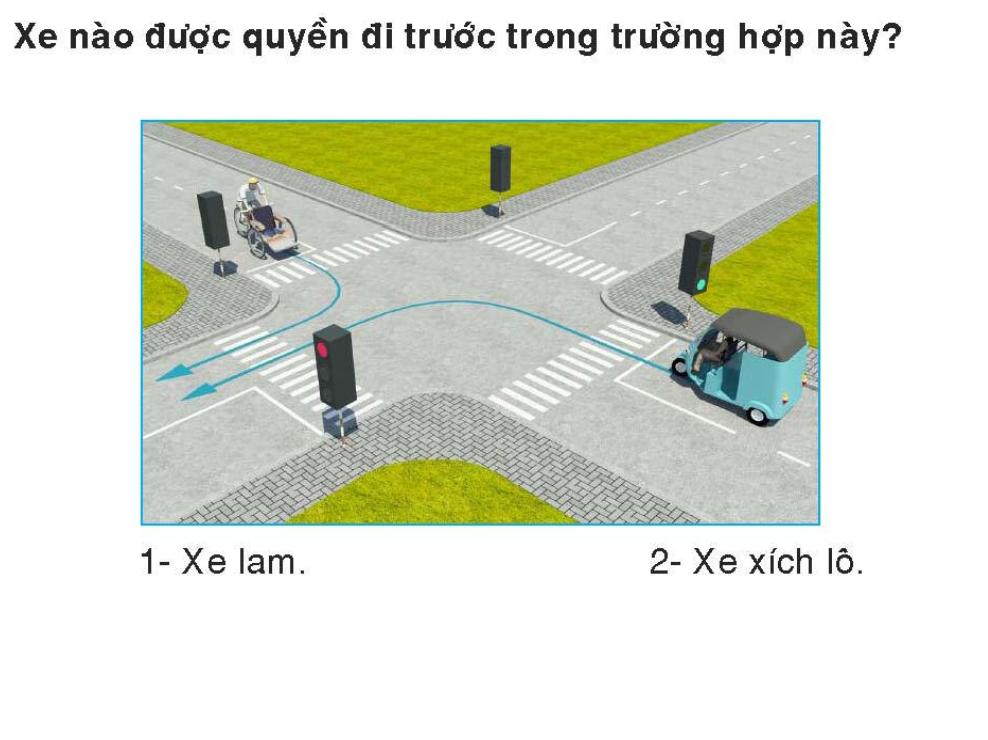 Xe nào được quyền đi trước trong trường hợp này?
1- Xe lam.
2- Xe xích lô.